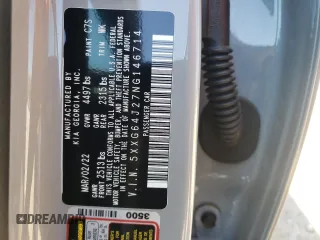 MANUFACTURED BY
KIA GEORGIA, INC.
PAINT C7S
MAR/02/22
GVWR 4497 lbs
TRIM WK
GAWR FRONT 2513 lbs
GAWR REAR 2315 lbs
THIS VEHICLE CONFORMS TO ALL APPLICABLE U.S. FEDERAL
MOTOR VEHICLE SAFETY, BUMPER, AND THEFT PREVENTION STANDARDS
IN EFFECT ON THE DATE OF MANUFACTURE SHOWN ABOVE.
V.I.N. 5XXG64J27NG146714
PASSENGER CAR
3500
DREAMBID